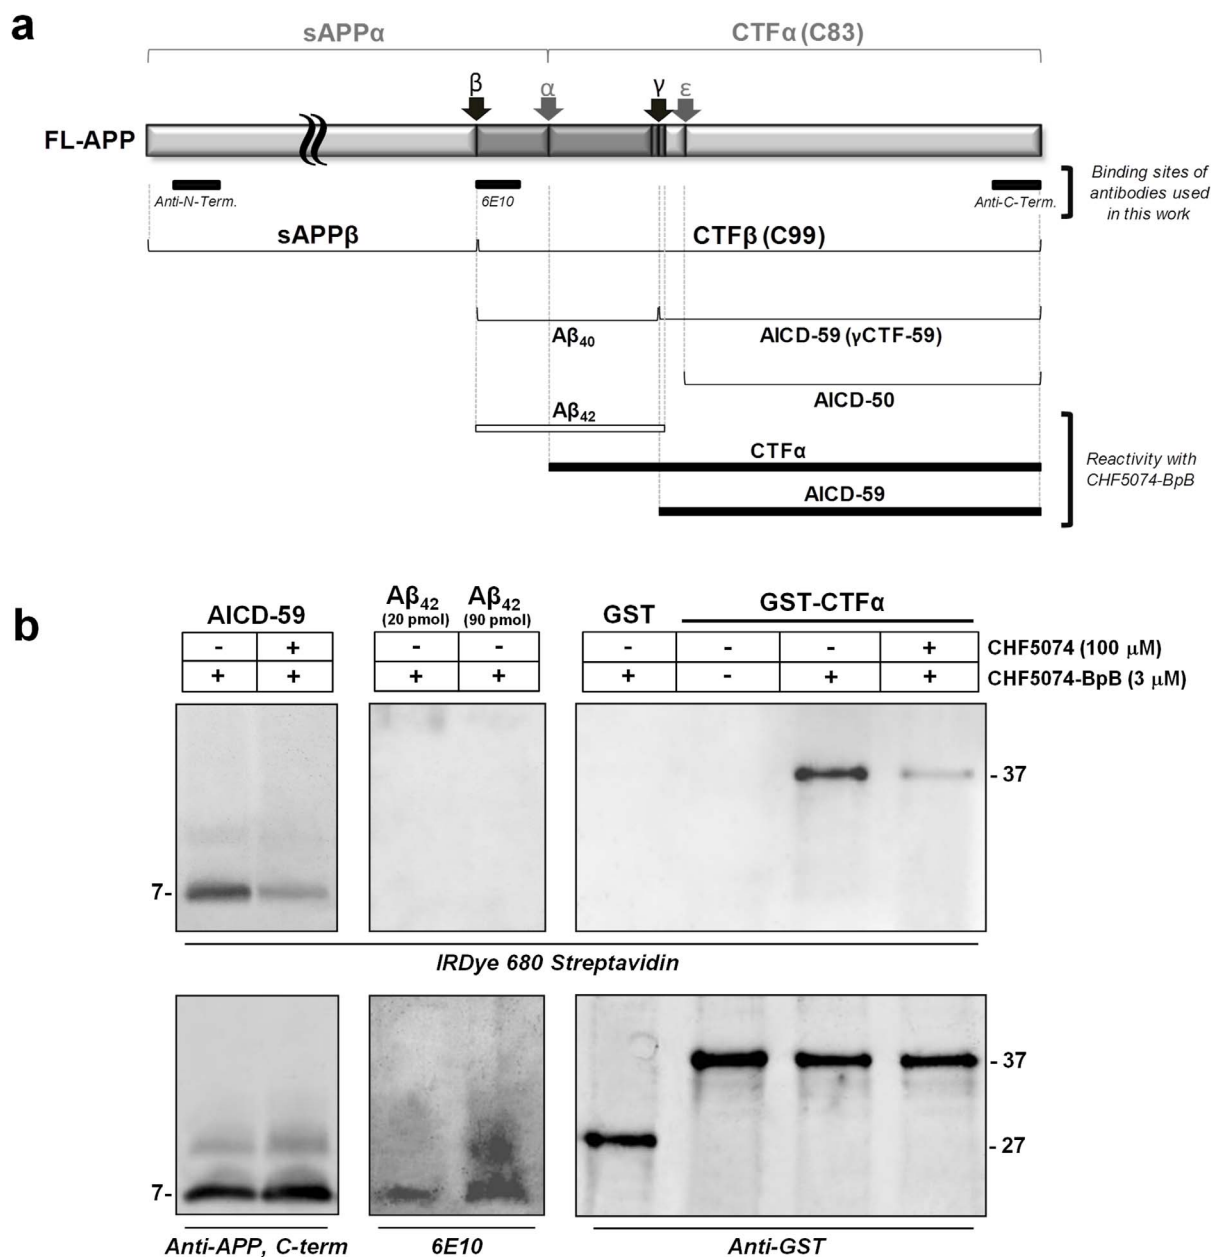 a
sAPPα
CTFα (C83)
β
α
γ
ε
FL-APP
Anti-N-Term.
6E10
Anti-C-Term.
Binding sites of
antibodies used
in this work
sAPPβ
CTFβ (C99)
Aβ40
AICD-59 (γCTF-59)
AICD-50
Aβ42
CTFα
AICD-59
Reactivity with
CHF5074-BpB
b
AICD-59
Aβ42
(20 pmol)
Aβ42
(90 pmol)
GST
GST-CTFα
- + - - - - - + CHF5074 (100 μM)
+ + + + + - + + CHF5074-BpB (3 μM)
- 37
7-
IRDye 680 Streptavidin
- 37
- 27
7-
Anti-APP, C-term
6E10
Anti-GST